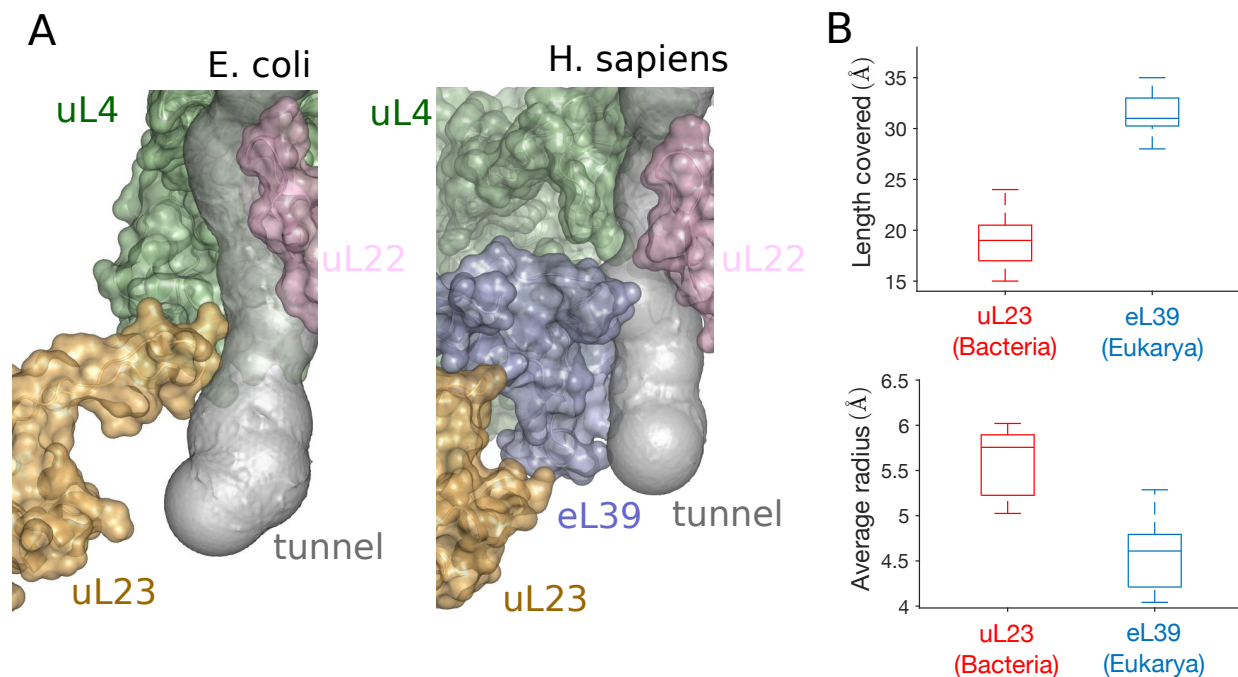 A
E. coli
H. sapiens
uL4
uL4
uL22
uL22
eL39
tunnel
tunnel
uL23
uL23
B
Length covered (Å)
35
30
25
20
15
uL23
(Bacteria)
eL39
(Eukarya)
Average radius (Å)
6.5
6
5.5
5
4.5
4
uL23
(Bacteria)
eL39
(Eukarya)